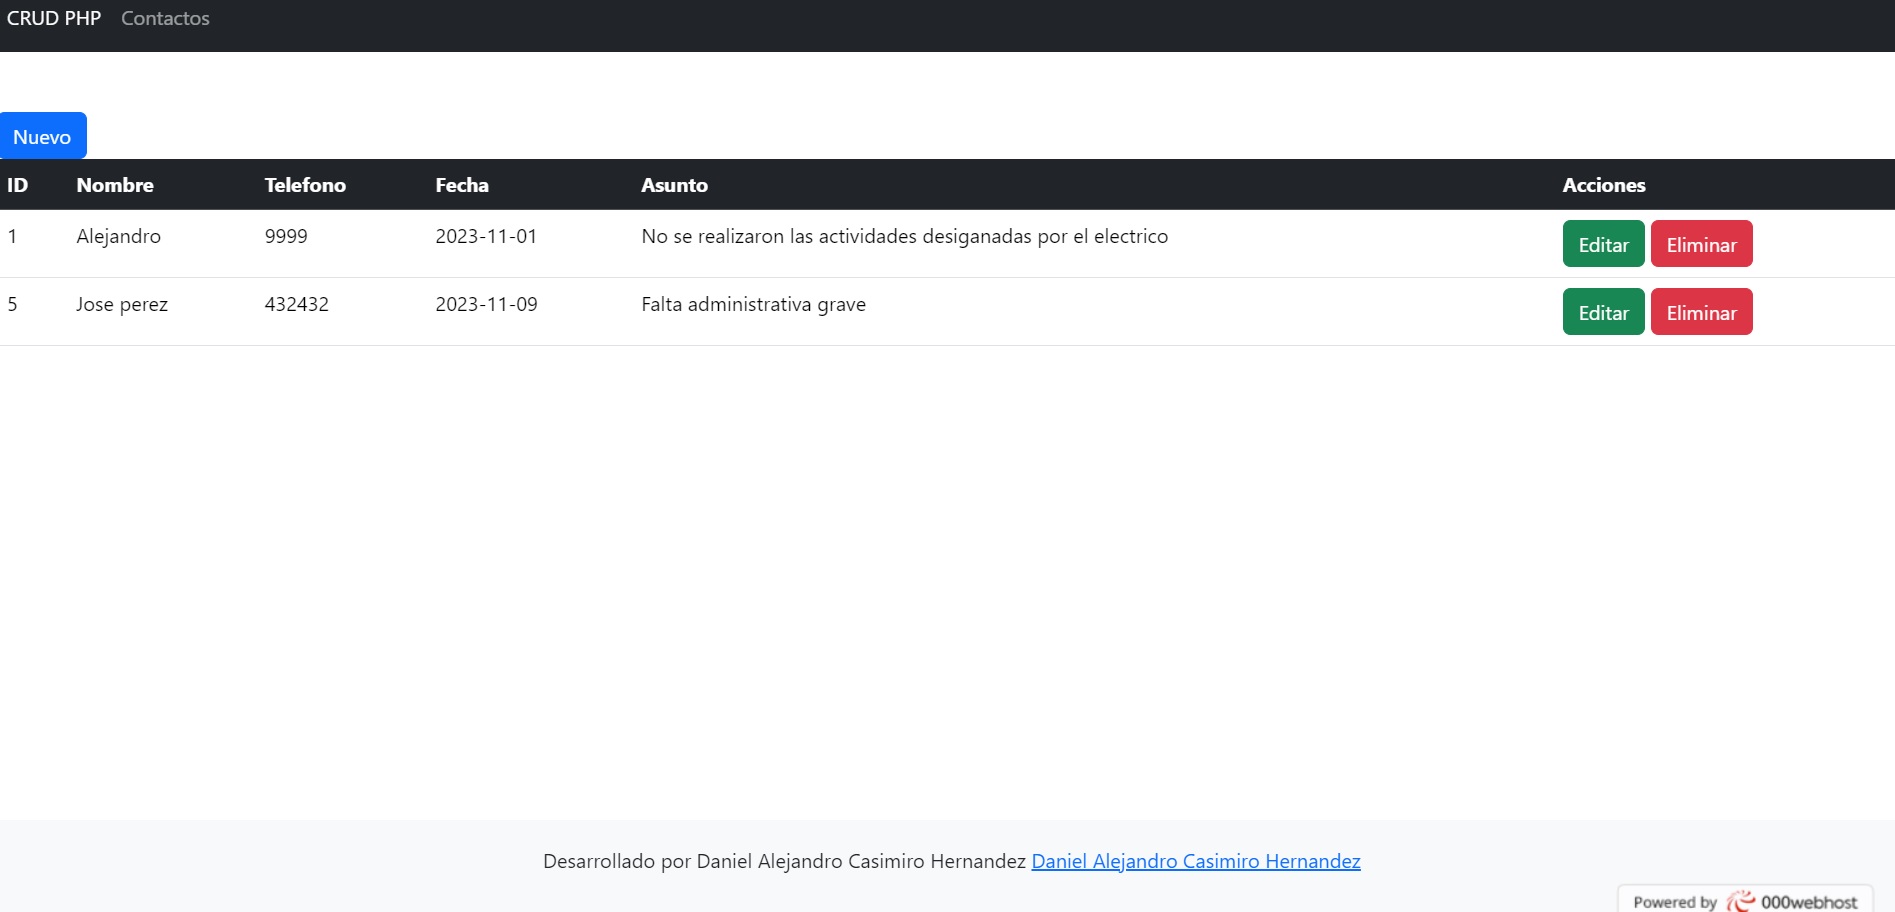 CRUD PHP Contactos
Nuevo
ID Nombre Telefono Fecha Asunto Acciones
1 Alejandro 9999 2023-11-01 No se realizaron las actividades desiganadas por el electrico Editar Eliminar
5 Jose perez 432432 2023-11-09 Falta administrativa grave Editar Eliminar
Desarrollado por Daniel Alejandro Casimiro Hernandez Daniel Alejandro Casimiro Hernandez
Powered by 000webhost